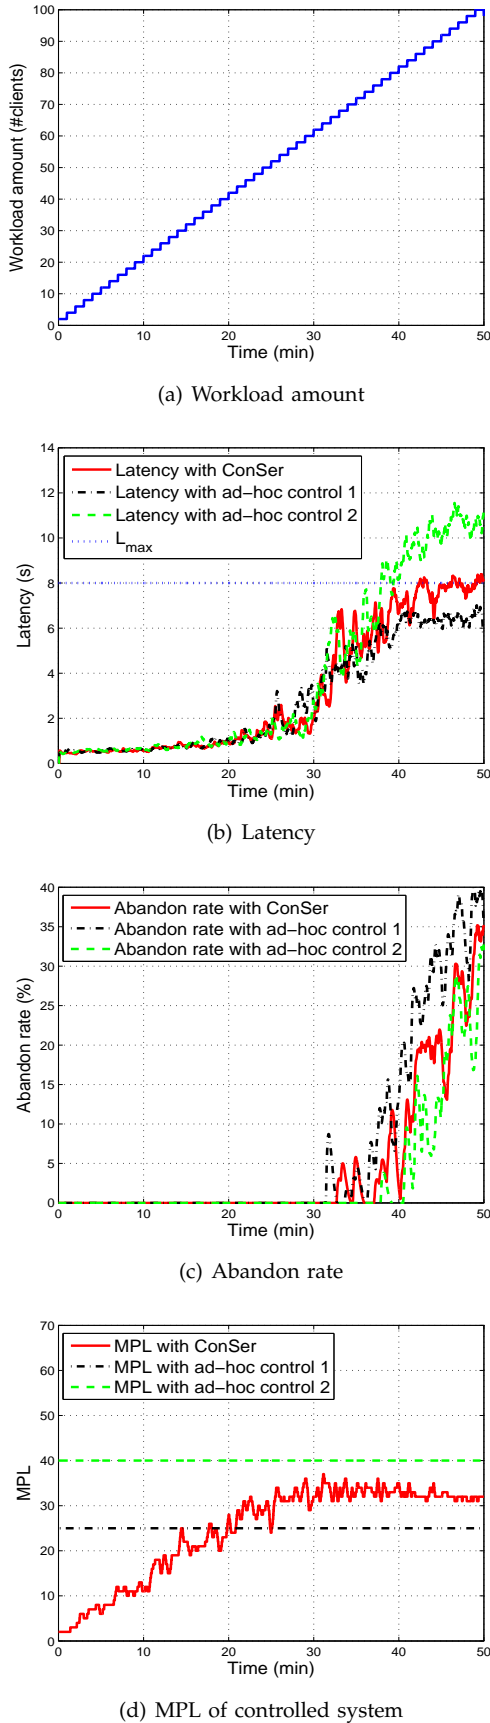 100
90
80
70
60
50
40
30
20
10
0
Workload amount (#clients)
0 10 20 30 40 50
Time (min)
(a) Workload amount
14
12
10
8
6
4
2
0
Latency (s)
Latency with ConSer
Latency with ad-hoc control 1
Latency with ad-hoc control 2
Lmax
0 10 20 30 40 50
Time (min)
(b) Latency
40
35
30
25
20
15
10
5
0
Abandon rate (%)
Abandon rate with ConSer
Abandon rate with ad-hoc control 1
Abandon rate with ad-hoc control 2
0 10 20 30 40 50
Time (min)
(c) Abandon rate
70
60
50
40
30
20
10
0
MPL
MPL with ConSer
MPL with ad-hoc control 1
MPL with ad-hoc control 2
0 10 20 30 40 50
Time (min)
(d) MPL of controlled system